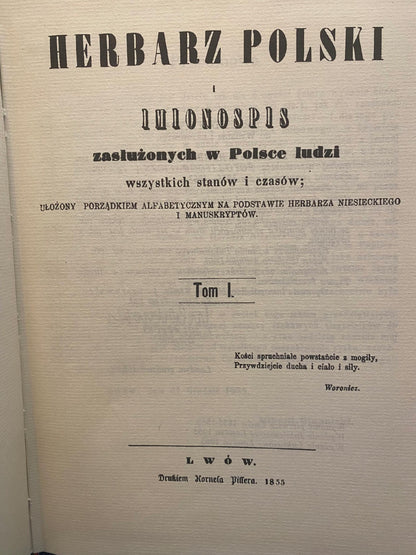 HERBARZ POLSKI
I
IMIONOSPIS
zasłużonych w Polsce ludzi
wszystkich stanów i czasów;
UŁOŻONY PORZĄDKIEM ALFABETYCZNYM NA PODSTAWIE HERBARZA NIESIECKIEGO
I MANUSKRYPTÓW.
Tom I.
Kości spruchniałe powstańcie z mogiły,
Przywdziejcie ducha i ciało i siły.
Woronicz.
LWÓW.
Drukiem Kornela Pillera. 1855